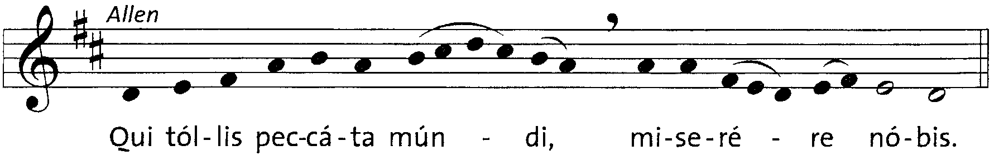 Allen
Qui tól-lis pec-cá-ta mún - di, mi-se-ré - re nó-bis.